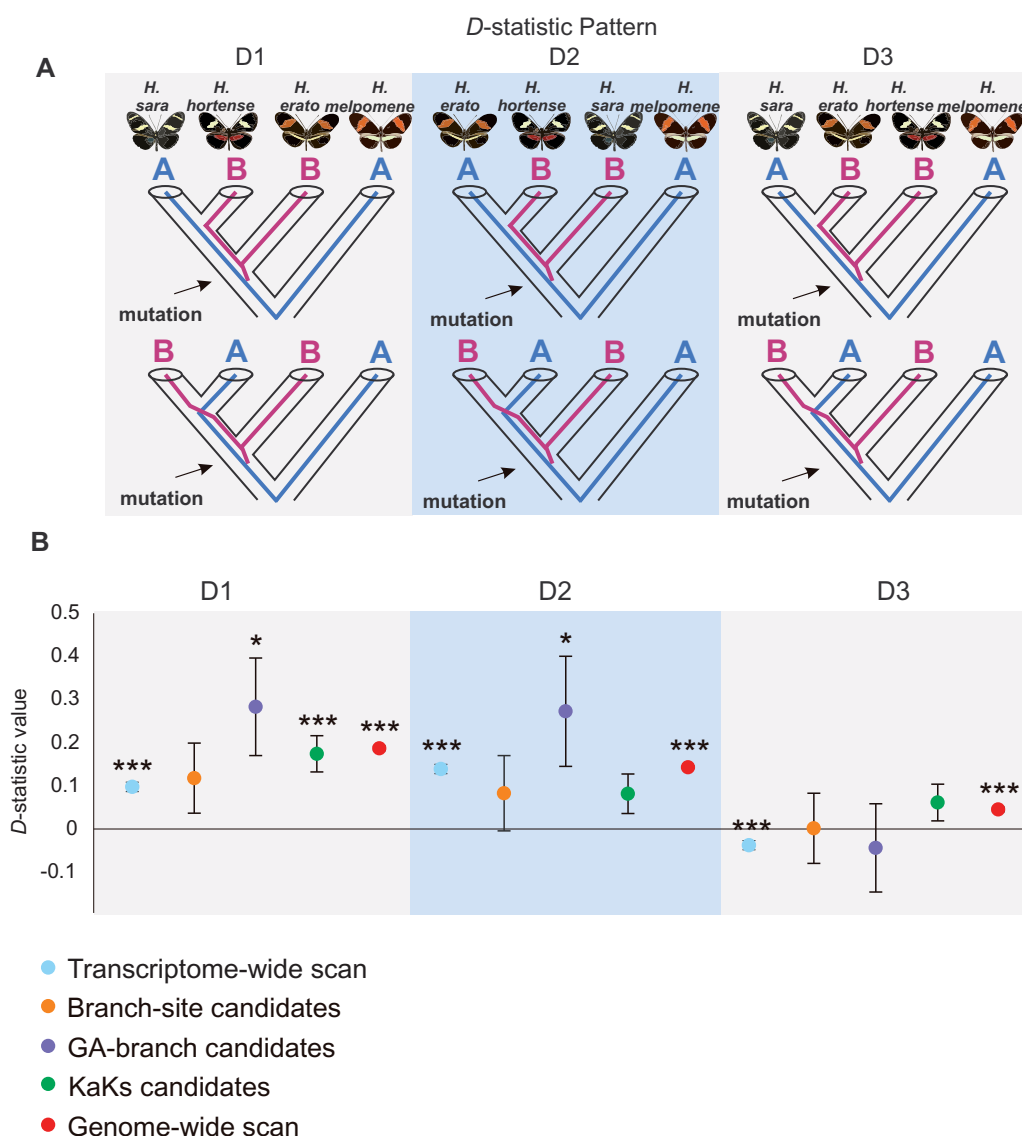 D-statistic Pattern
D1 D2 D3
A
H. sara H. hortense H. erato H. melpomene
H. erato H. hortense H. sara H. melpomene
H. sara H. erato H. hortense H. melpomene
A B B A A B B A A B B A
mutation mutation mutation
B A B A B A B A B A B A
mutation mutation mutation
B
D1 D2 D3
D-statistic value
0.5
0.4
0.3
0.2
0.1
0
-0.1
*** * *** ***
*** * ***
*** ***
Transcriptome-wide scan
Branch-site candidates
GA-branch candidates
KaKs candidates
Genome-wide scan